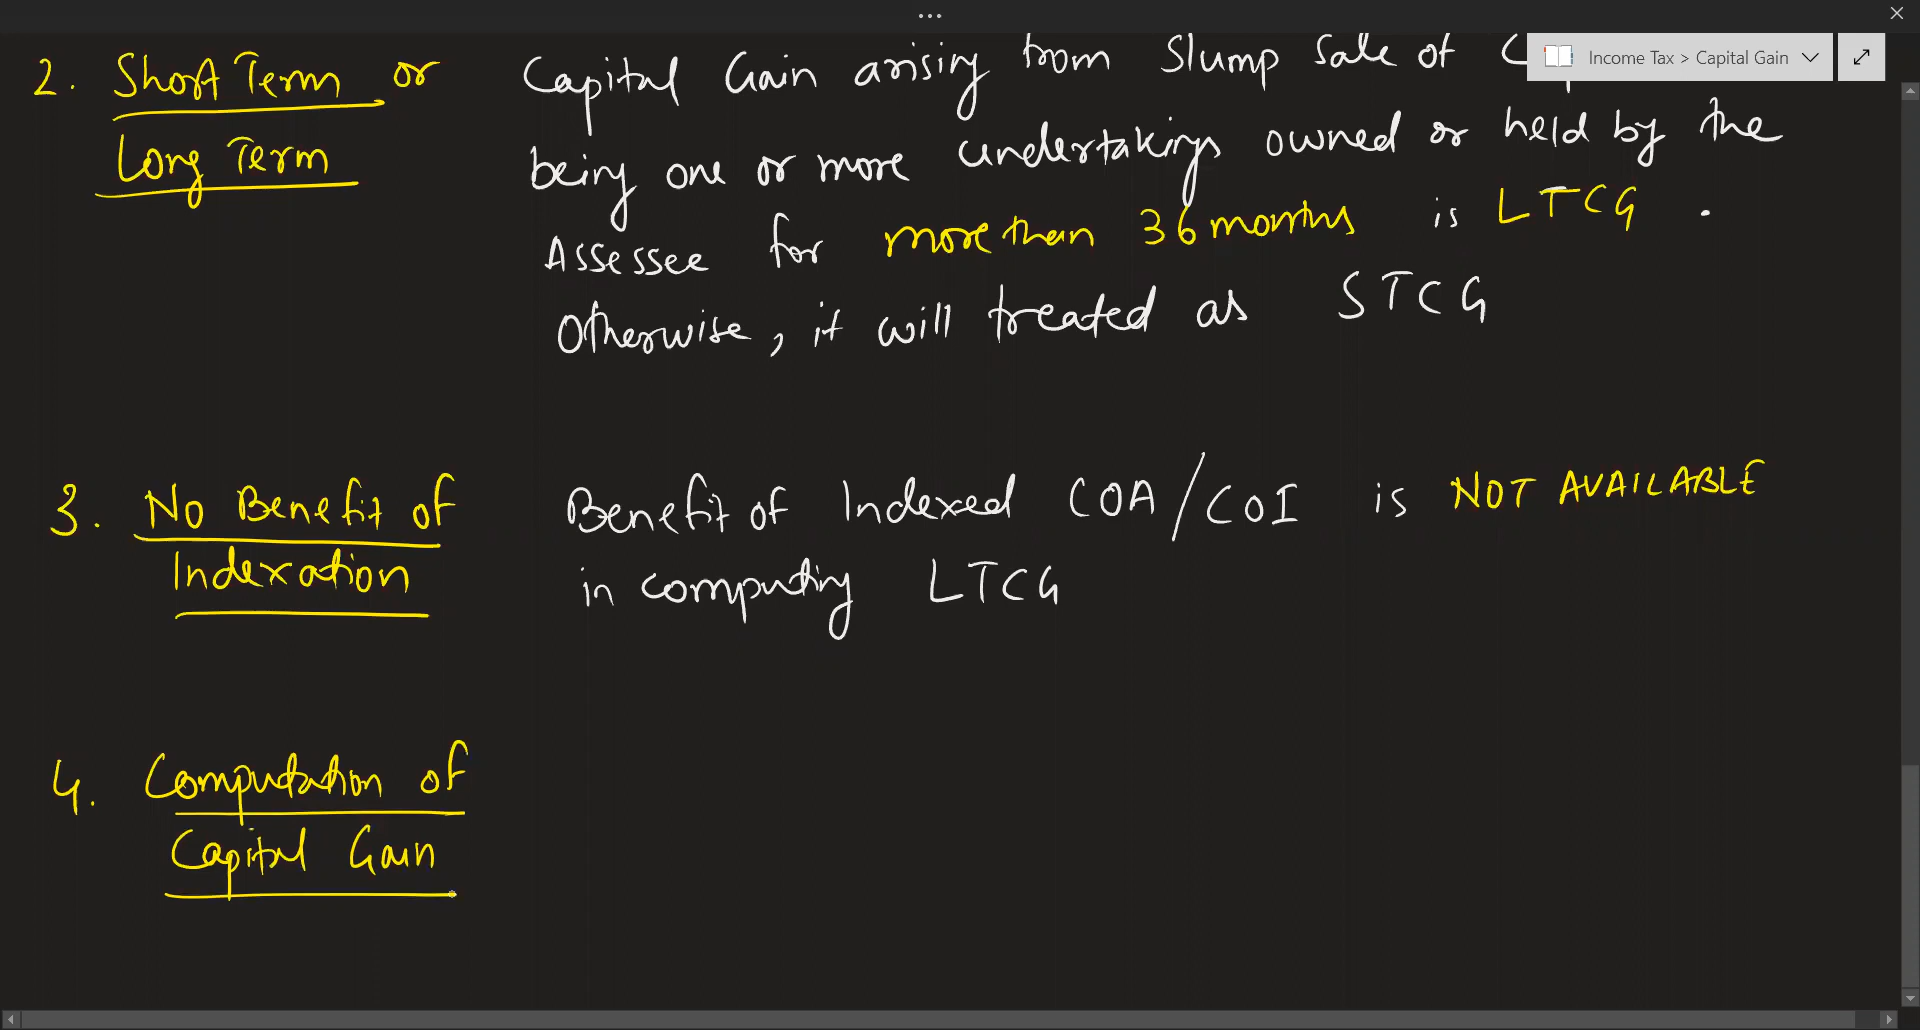 Income Tax > Capital Gain
2. Short Term or
Long Term
Capital Gain arising from Slump Sale of
being one or more undertakings owned or held by the
Assessee for more than 36 months is LTCG.
Otherwise, it will treated as STCG
3. No Benefit of
Indexation
Benefit of Indexed COA/COI is NOT AVAILABLE
in computing LTCG
4. Computation of
Capital Gain